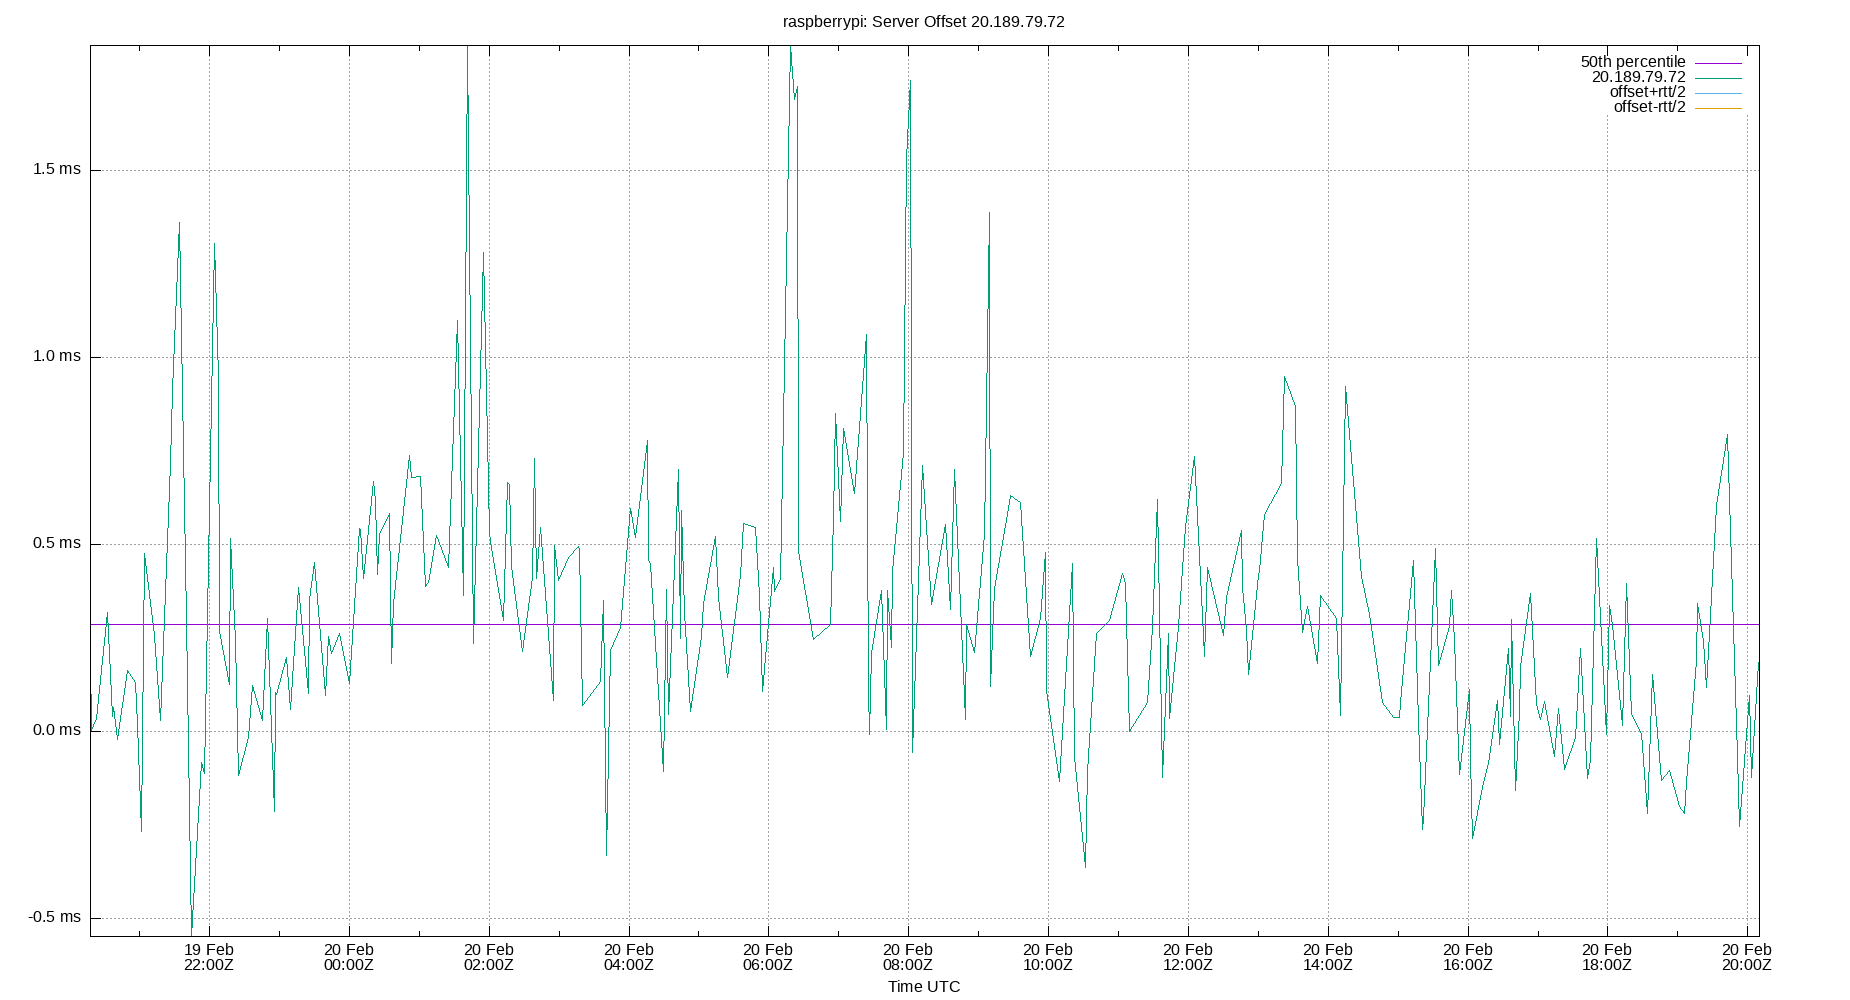 raspberrypi: Server Offset 20.189.79.72
50th percentile
20.189.79.72
offset+rtt/2
offset-rtt/2
1.5 ms
1.0 ms
0.5 ms
0.0 ms
-0.5 ms
19 Feb 20 Feb 20 Feb 20 Feb 20 Feb 20 Feb 20 Feb 20 Feb 20 Feb 20 Feb 20 Feb 20 Feb
22:00Z 00:00Z 02:00Z 04:00Z 06:00Z 08:00Z 10:00Z 12:00Z 14:00Z 16:00Z 18:00Z 20:00Z
Time UTC